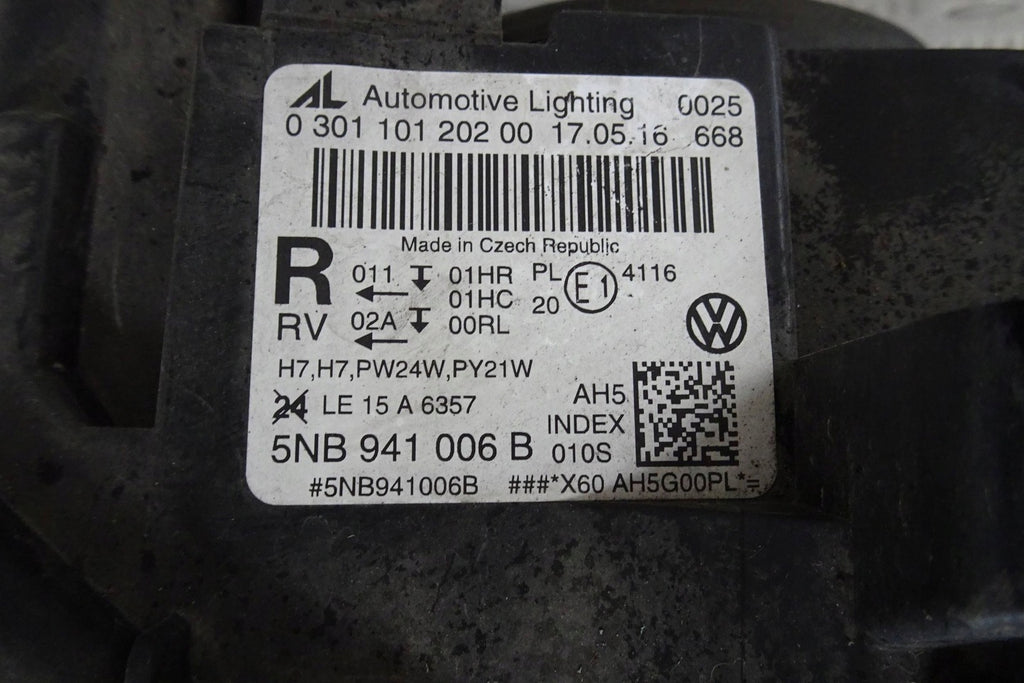 AL Automotive Lighting 0025
0 301 101 202 00 17.05.16 668
Made in Czech Republic
R 011 01HR PL E1 4116
01HC 20
RV 02A 00RL
VW
H7,H7,PW24W,PY21W
24 LE 15 A 6357 AH5
INDEX
5NB 941 006 B 010S
#5NB941006B ###*X60 AH5G00PL*=